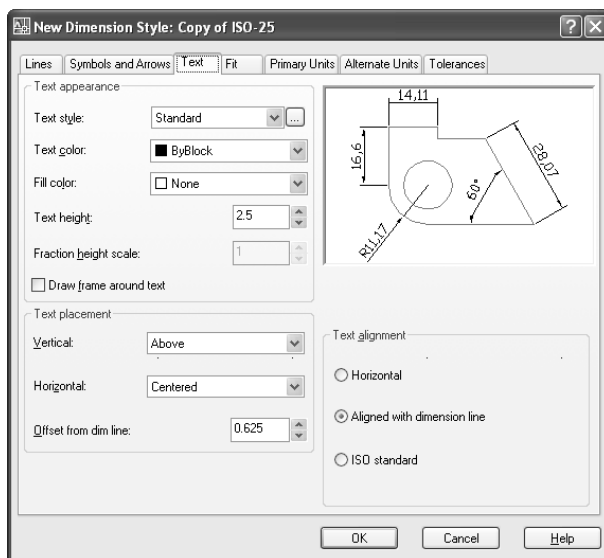 New Dimension Style: Copy of ISO-25
Lines Symbols and Arrows Text Fit Primary Units Alternate Units Tolerances
Text appearance
Text style: Standard ...
Text color: ByBlock
Fill color: None
Text height: 2.5
Fraction height scale: 1
Draw frame around text
14,11
16,6
28,07
60°
R11,17
Text placement
Vertical: Above
Horizontal: Centered
Offset from dim line: 0.625
Text alignment
Horizontal
Aligned with dimension line
ISO standard
OK Cancel Help